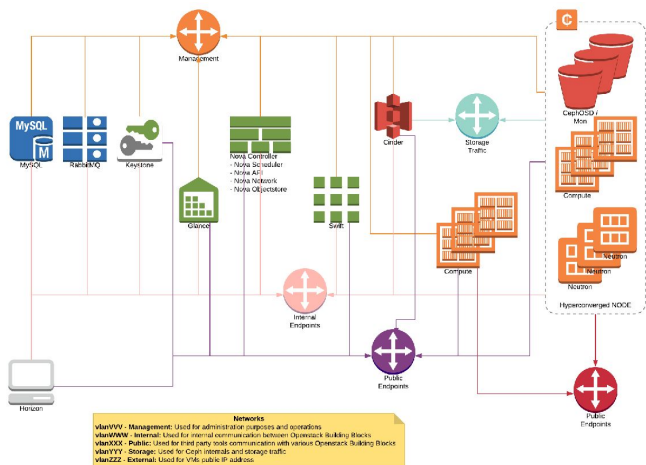 Management
MySQL
M
MySQL
RabbitMQ
Keystone
Nova Controller
- Nova Scheduler
- Nova API
- Nova Network
- Nova Objectstore
Cinder
Storage
Traffic
C
CephOSD /
Mon
Compute
Glance
Swift
Compute
Neutron
Neutron
Neutron
Hyperconverged NODE
Internal
Endpoints
Public
Endpoints
Public
Endpoints
Horizon
Networks
vlanVVV - Management: Used for administration purposes and operations
vlanWWW - Internal: Used for internal communication between Openstack Building Blocks
vlanXXX - Public: Used for third party tools communication with various Openstack Building Blocks
vlanYYY - Storage: Used for Ceph internals and storage traffic
vlanZZZ - External: Used for VMs public IP address